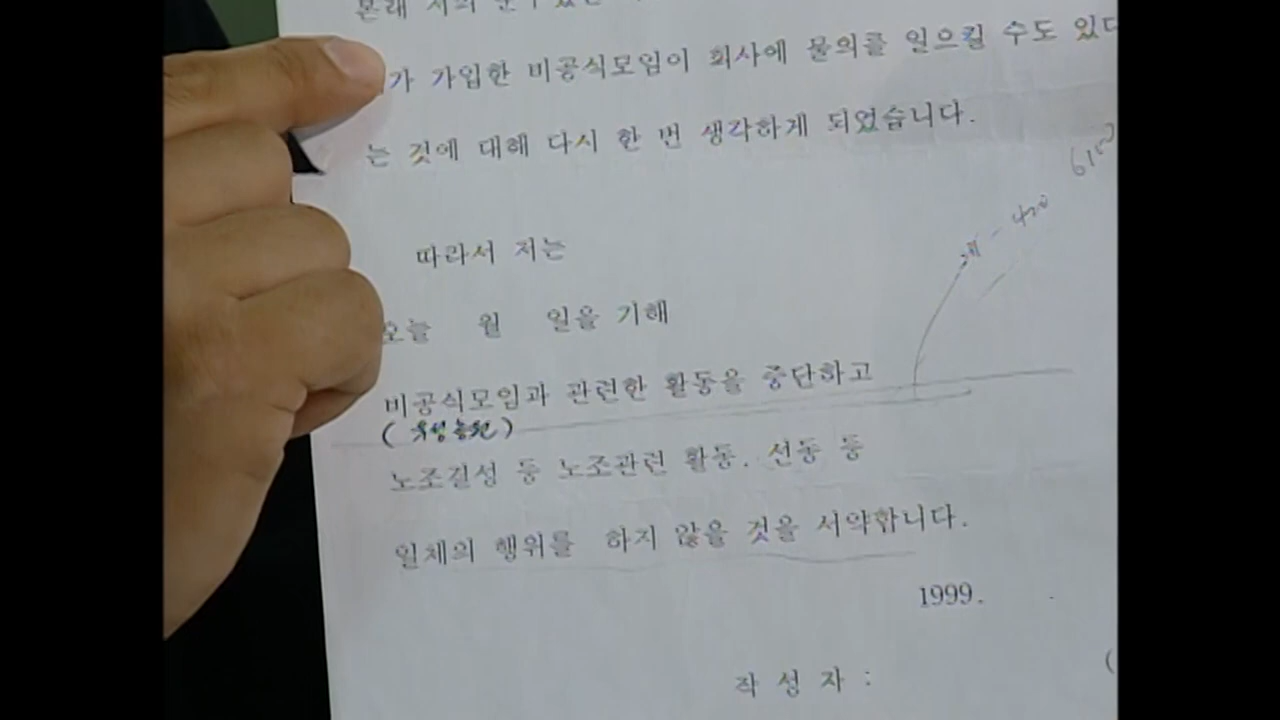 본래
가 가입한 비공식모임이 회사에 물의를 일으킬 수도 있다
는 것에 대해 다시 한 번 생각하게 되었습니다.
따라서 저는
오늘 월 일을 기해
비공식모임과 관련한 활동을 중단하고
노조결성 등 노조관련 활동. 선동 등
일체의 행위를 하지 않을 것을 서약합니다.
1999.
작 성 자 :
(